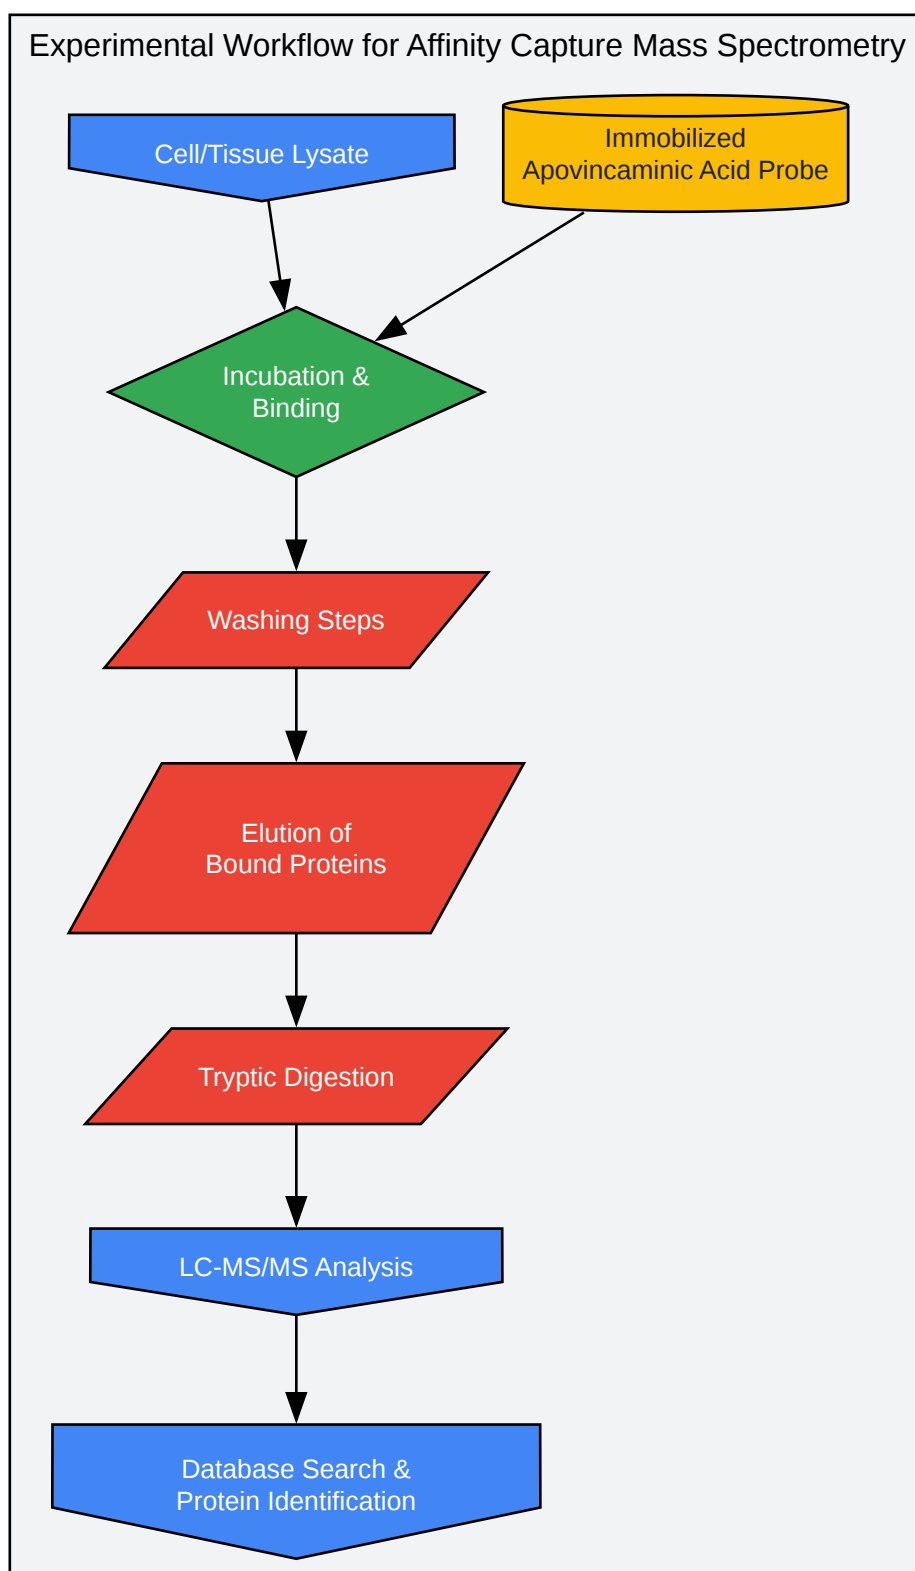 Experimental Workflow for Affinity Capture Mass Spectrometry
Cell/Tissue Lysate
Immobilized
Apovincaminic Acid Probe
Incubation &
Binding
Washing Steps
Elution of
Bound Proteins
Tryptic Digestion
LC-MS/MS Analysis
Database Search &
Protein Identification